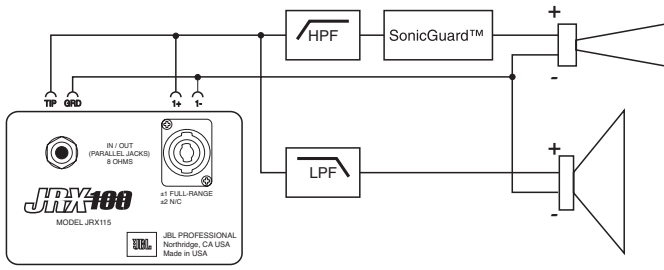 HPF
SonicGuard™
+
-
TIP GRD 1+ 1-
IN / OUT
(PARALLEL JACKS)
8 OHMS
±1 FULL-RANGE
±2 N/C
JRX100
MODEL JRX115
JBL
JBL PROFESSIONAL
Northridge, CA USA
Made in USA
LPF
+
-